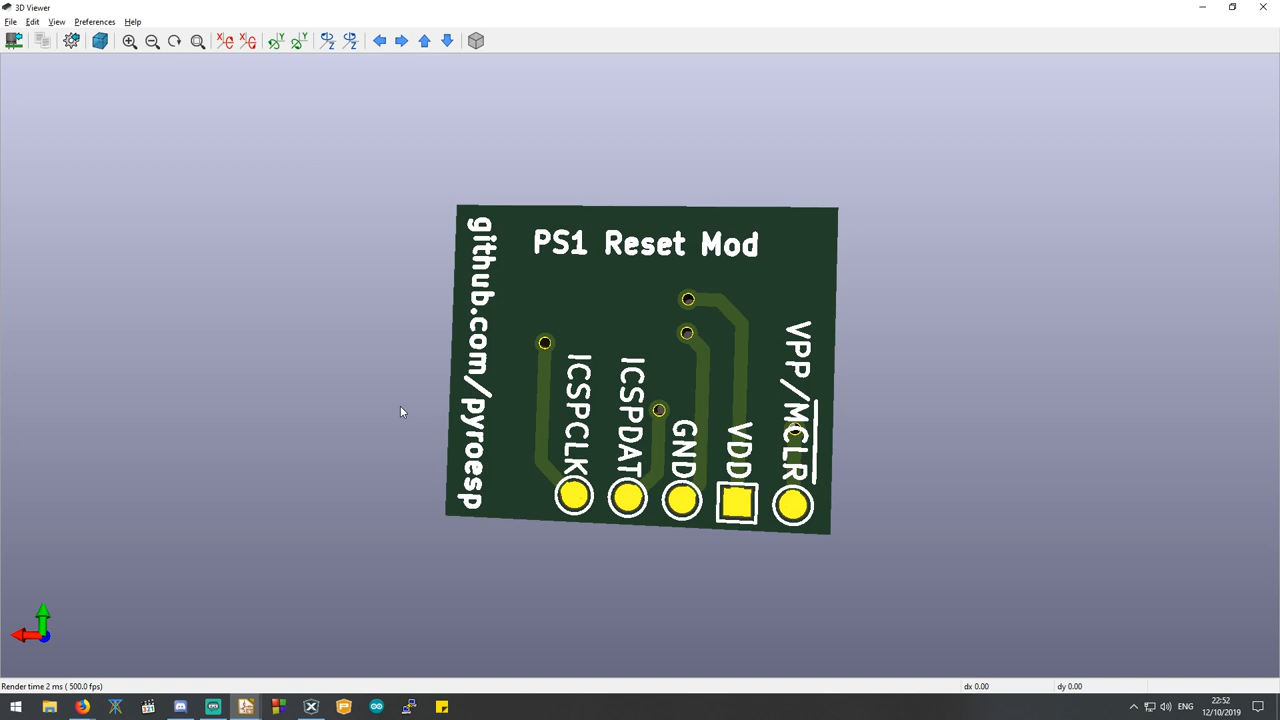 3D Viewer
File Edit View Preferences Help
PS1 Reset Mod
github.com/pyroesp
ICSPCLK
ICSPDAT
GND
VDD
VPP/MCLR
Render time 2 ms ( 500.0 fps)
dx 0.00
dy 0.00
ENG
22:52
12/10/2019